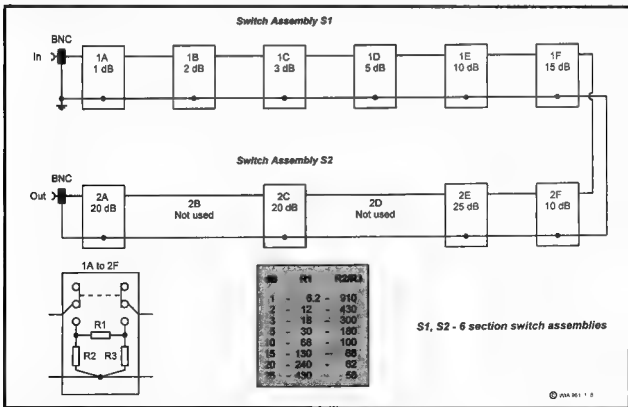 Switch Assembly S1
BNC
In
1A
1 dB
1B
2 dB
1C
3 dB
1D
5 dB
1E
10 dB
1F
15 dB
Switch Assembly S2
BNC
Out
2A
20 dB
2B
Not used
2C
20 dB
2D
Not used
2E
25 dB
2F
10 dB
1A to 2F
R1
R2
R3
R1
1 - 6.2 - 910
2 - 12 - 430
3 - 18 - 300
5 - 30 - 180
10 - 68 - 100
15 - 130 - 68
20 - 240 - 62
- 430 -
S1, S2 - 6 section switch assemblies
©